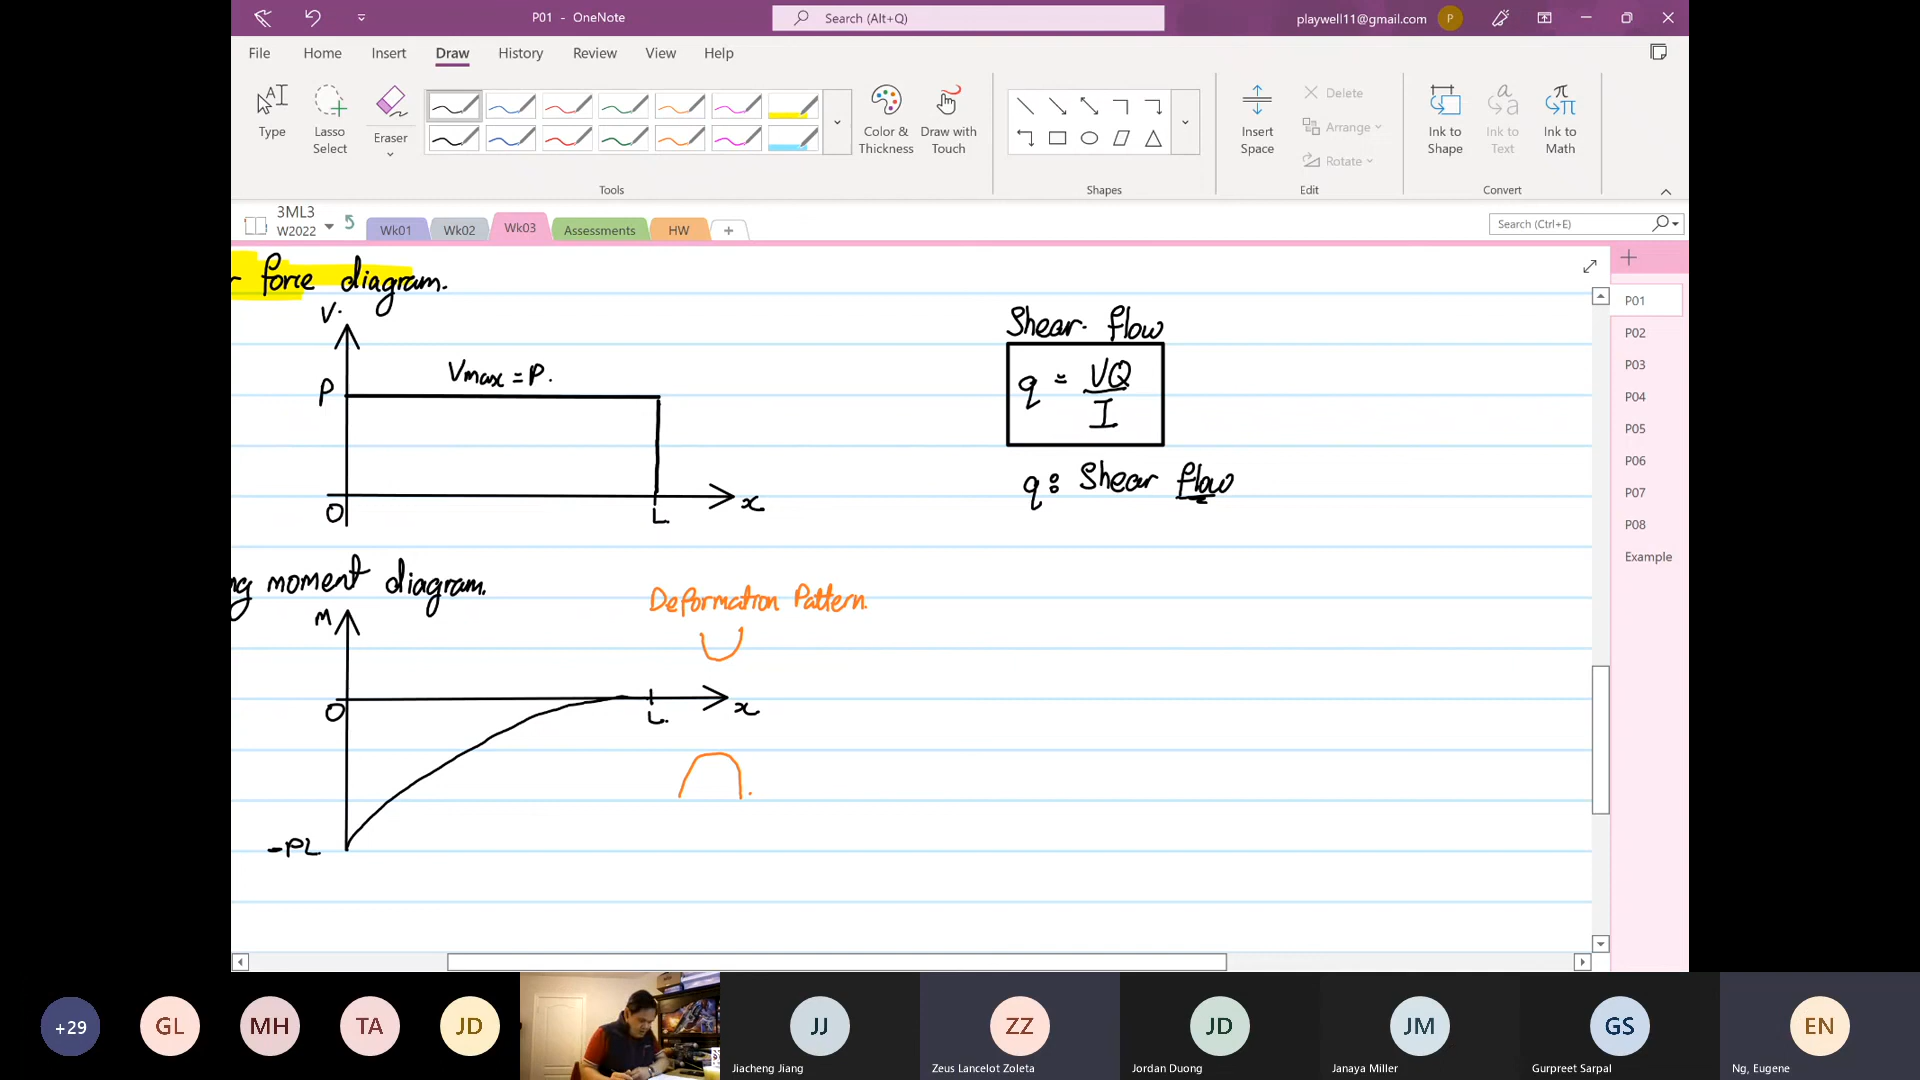 P01 - OneNote
Search (Alt+Q)
playwell11@gmail.com
P
File
Home
Insert
Draw
History
Review
View
Help
Type
Lasso Select
Eraser
Color & Thickness
Draw with Touch
Insert Space
Delete
Arrange
Rotate
Ink to Shape
Ink to Text
Ink to Math
Tools
Shapes
Edit
Convert
3ML3 W2022
Wk01
Wk02
Wk03
Assessments
HW
Search (Ctrl+E)
r force diagram.
V.
P
Vmax = P.
O
L
x
Shear flow
q = VQ/I
q: Shear flow
ng moment diagram.
M
O
L.
x
-PL
Deformation Pattern.
P01
P02
P03
P04
P05
P06
P07
P08
Example
+29
GL
MH
TA
JD
JJ
Jiacheng Jiang
ZZ
Zeus Lancelot Zoleta
JD
Jordan Duong
JM
Janaya Miller
GS
Gurpreet Sarpal
EN
Ng, Eugene